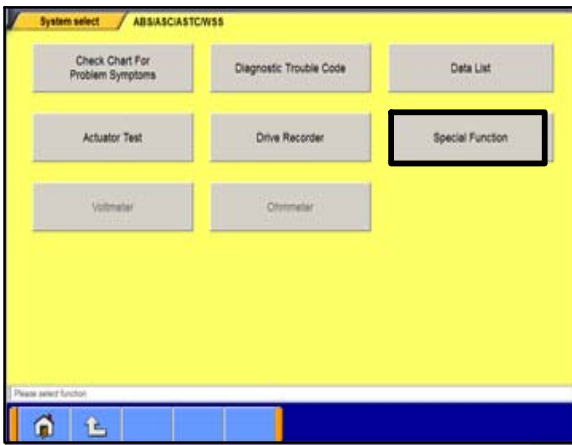 System select
ABS/ASC/ASTC/WSS
Check Chart For
Problem Symptoms
Diagnostic Trouble Code
Data List
Actuator Test
Drive Recorder
Special Function
Voltmeter
Ohmmeter
Please select function